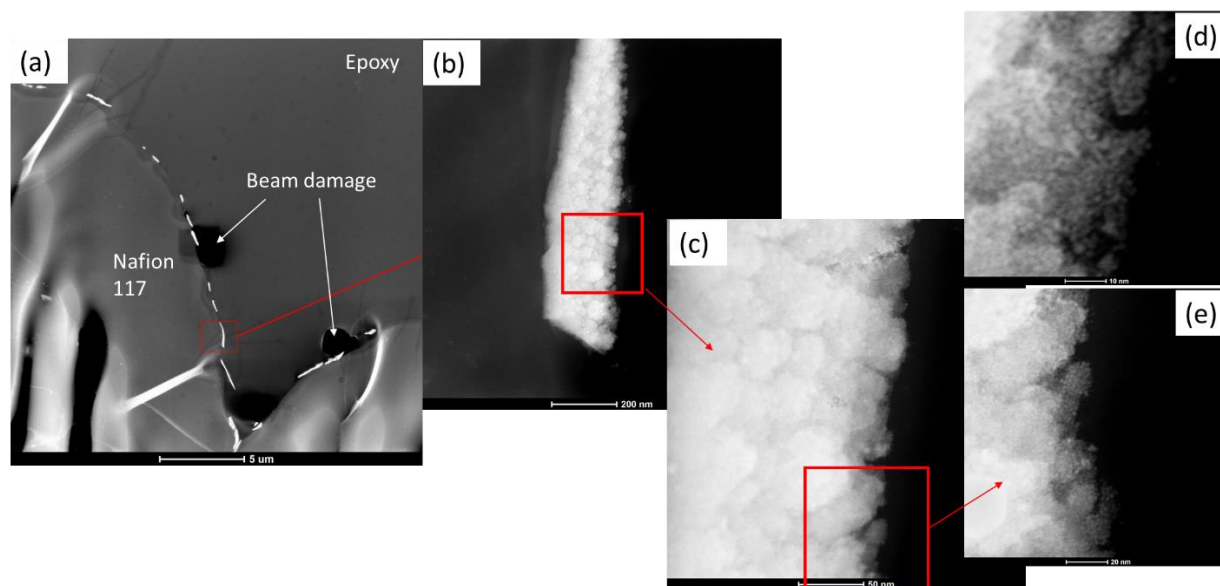 (a)
Epoxy
Beam damage
Nafion
117
5 um
(b)
200 nm
(c)
50 nm
(d)
10 nm
(e)
20 nm